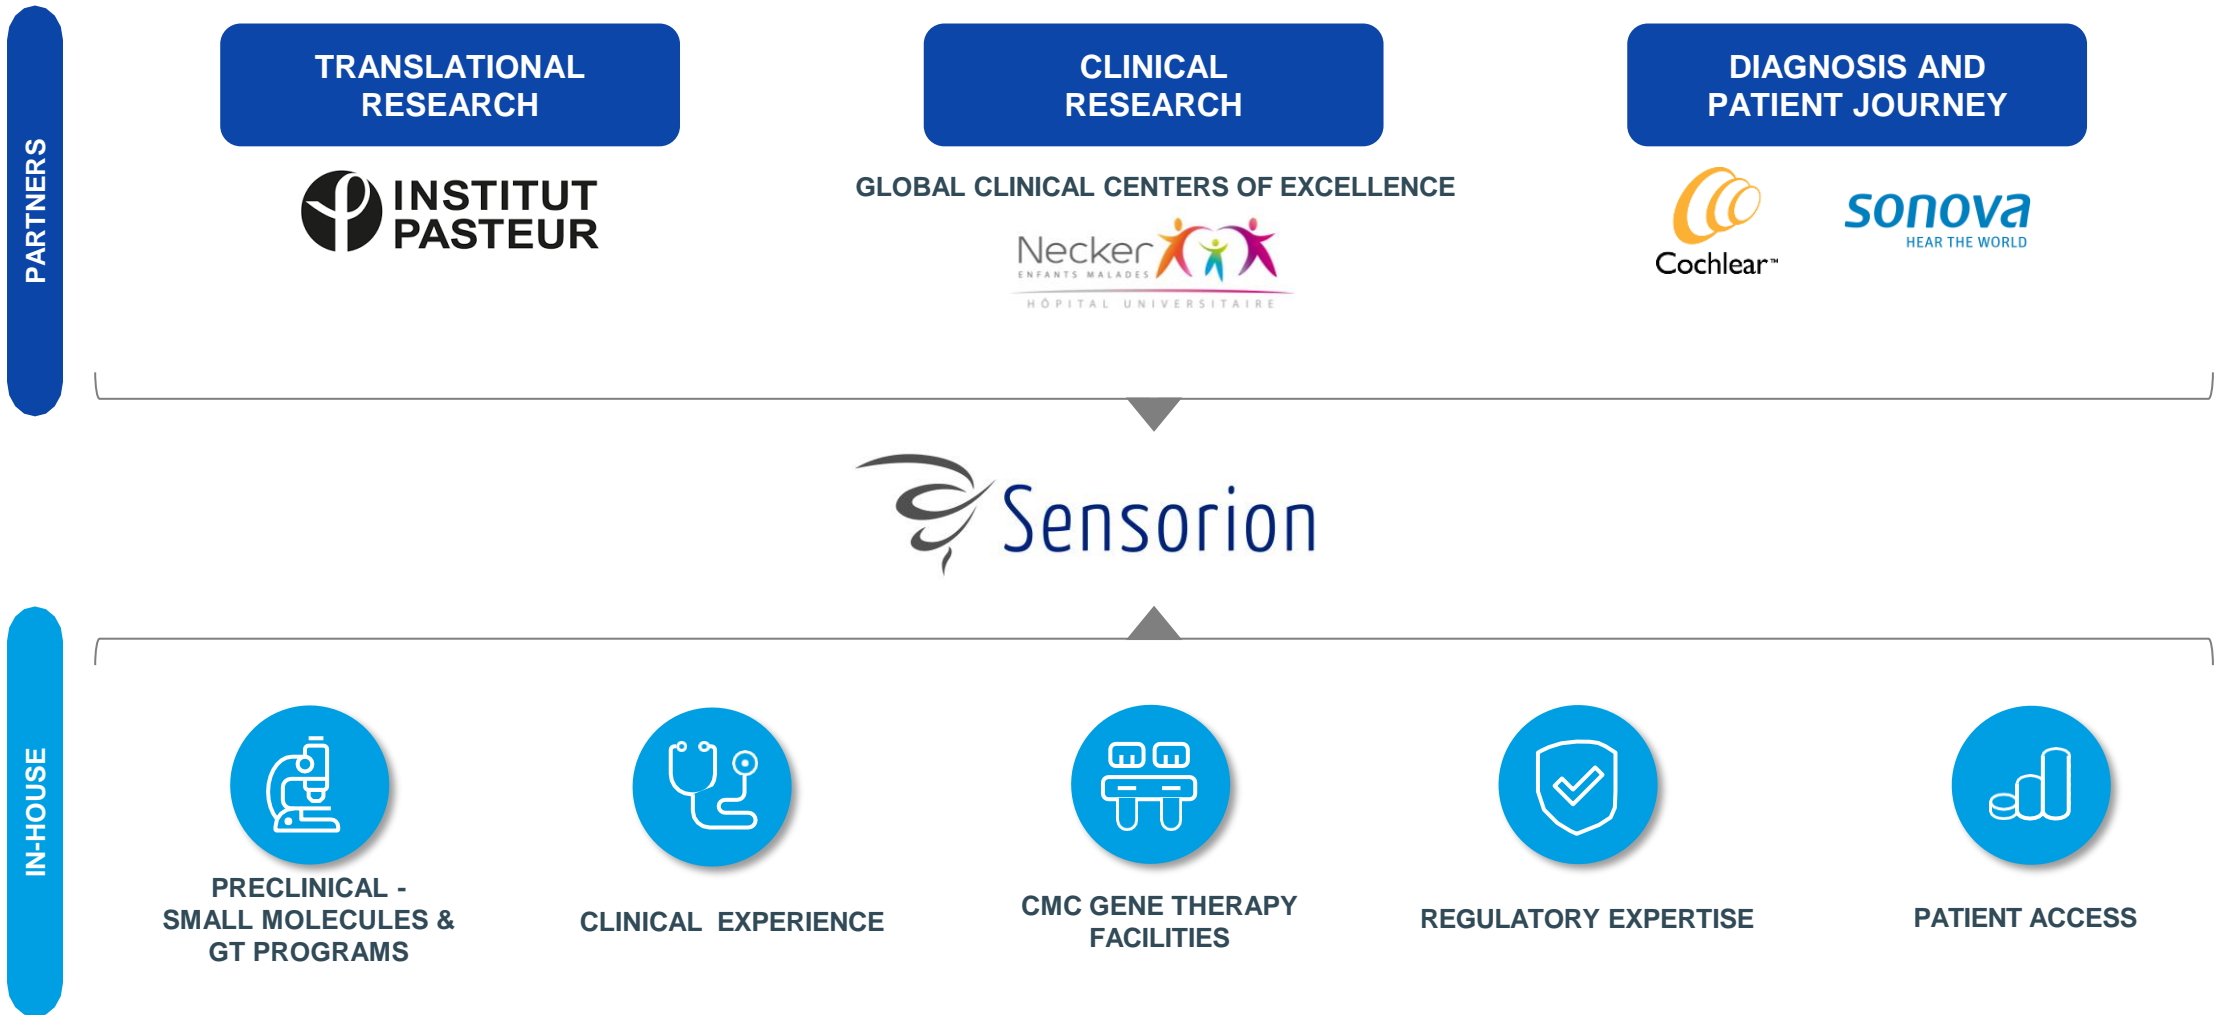 PARTNERS
TRANSLATIONAL
RESEARCH
INSTITUT
PASTEUR
CLINICAL
RESEARCH
GLOBAL CLINICAL CENTERS OF EXCELLENCE
Necker
ENFANTS MALADES
HÔPITAL UNIVERSITAIRE
DIAGNOSIS AND
PATIENT JOURNEY
Cochlear™
sonova
HEAR THE WORLD
Sensorion
IN-HOUSE
PRECLINICAL -
SMALL MOLECULES &
GT PROGRAMS
CLINICAL EXPERIENCE
CMC GENE THERAPY
FACILITIES
REGULATORY EXPERTISE
PATIENT ACCESS